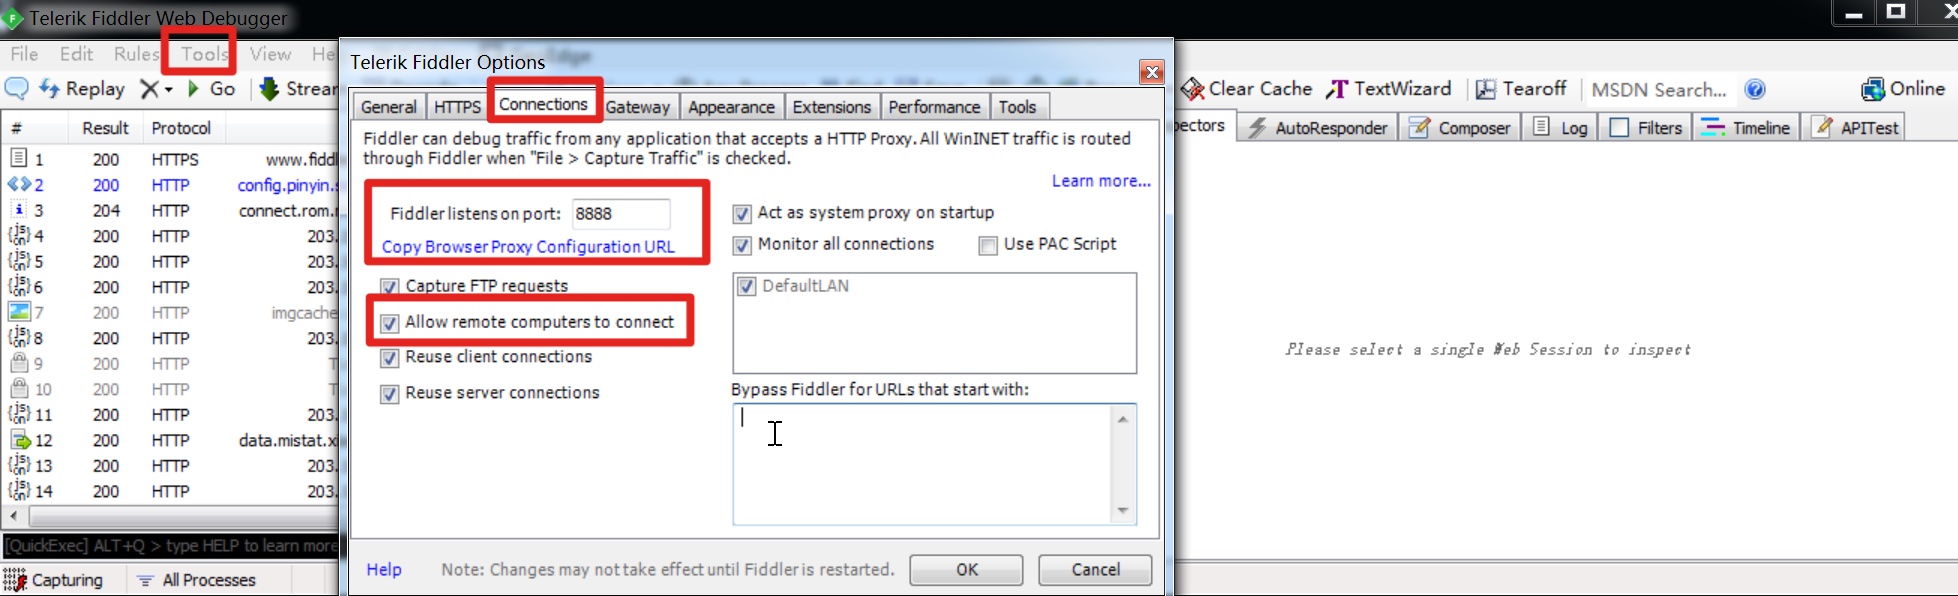 Telerik Fiddler Web Debugger
File Edit Rules Tools View He
Telerik Fiddler Options
Replay Go Strear
Clear Cache TextWizard Tearoff MSDN Search... Online
General HTTPS Connections Gateway Appearance Extensions Performance Tools
# Result Protocol
pectors AutoResponder Composer Log Filters Timeline APITest
Fiddler can debug traffic from any application that accepts a HTTP Proxy. All WinINET traffic is routed
through Fiddler when "File > Capture Traffic" is checked.
Learn more...
1 200 HTTPS www.fiddl
2 200 HTTP config.pinyin.s
3 204 HTTP connect.rom.r
4 200 HTTP 203.
5 200 HTTP 203.
6 200 HTTP 203.
7 200 HTTP imgcache
8 200 HTTP 203.
9 200 HTTP T
10 200 HTTP T
11 200 HTTP 203.
12 200 HTTP data.mistat.x
13 200 HTTP 203.
14 200 HTTP 203.
Fiddler listens on port: 8888
Copy Browser Proxy Configuration URL
Capture FTP requests
Allow remote computers to connect
Reuse client connections
Reuse server connections
Act as system proxy on startup
Monitor all connections Use PAC Script
DefaultLAN
Bypass Fiddler for URLs that start with:
Please select a single Web Session to inspect
[QuickExec] ALT+Q > type HELP to learn more
Help Note: Changes may not take effect until Fiddler is restarted. OK Cancel
Capturing All Processes